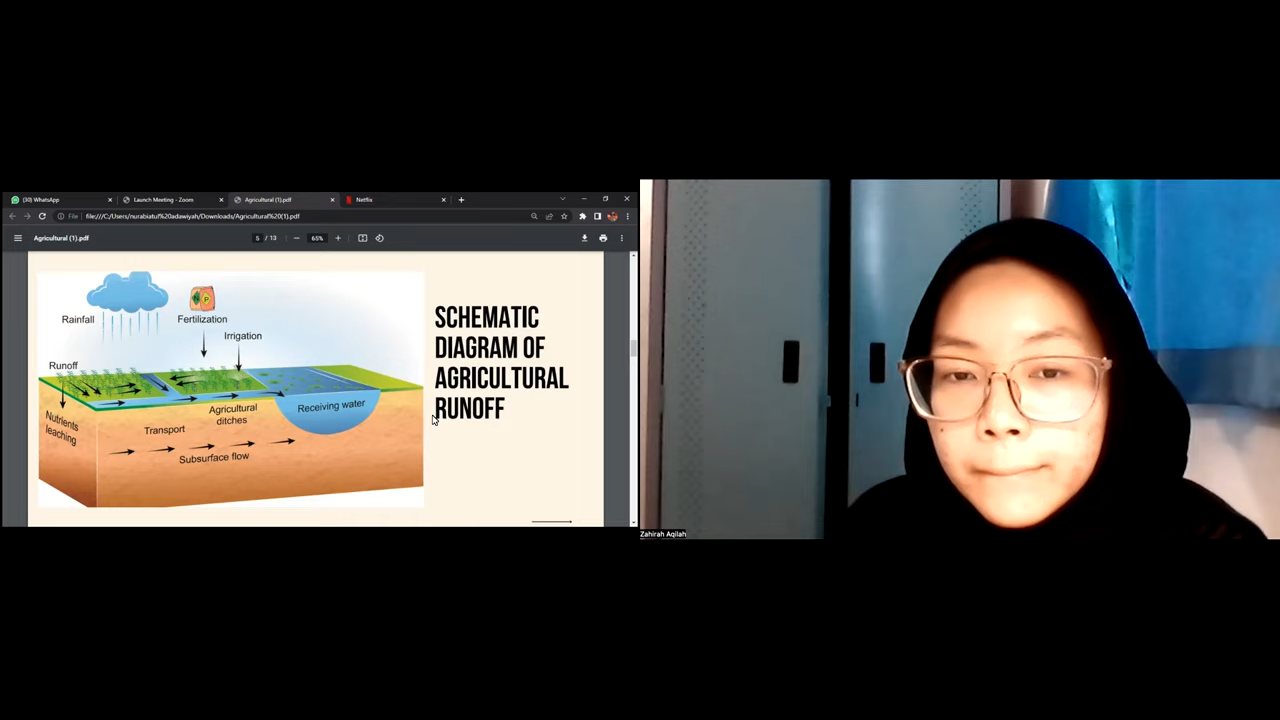 (30) WhatsApp
Launch Meeting - Zoom
Agricultural (1).pdf
Netflix
File
file:///C:/Users/nurabiatul%20adawiyah/Downloads/Agricultural%20(1).pdf
Agricultural (1).pdf
5 / 13
65%
Rainfall
Fertilization
P
Irrigation
Runoff
Nutrients
leaching
Agricultural
ditches
Receiving water
Transport
Subsurface flow
SCHEMATIC
DIAGRAM OF
AGRICULTURAL
RUNOFF
Zahirah Aqilah